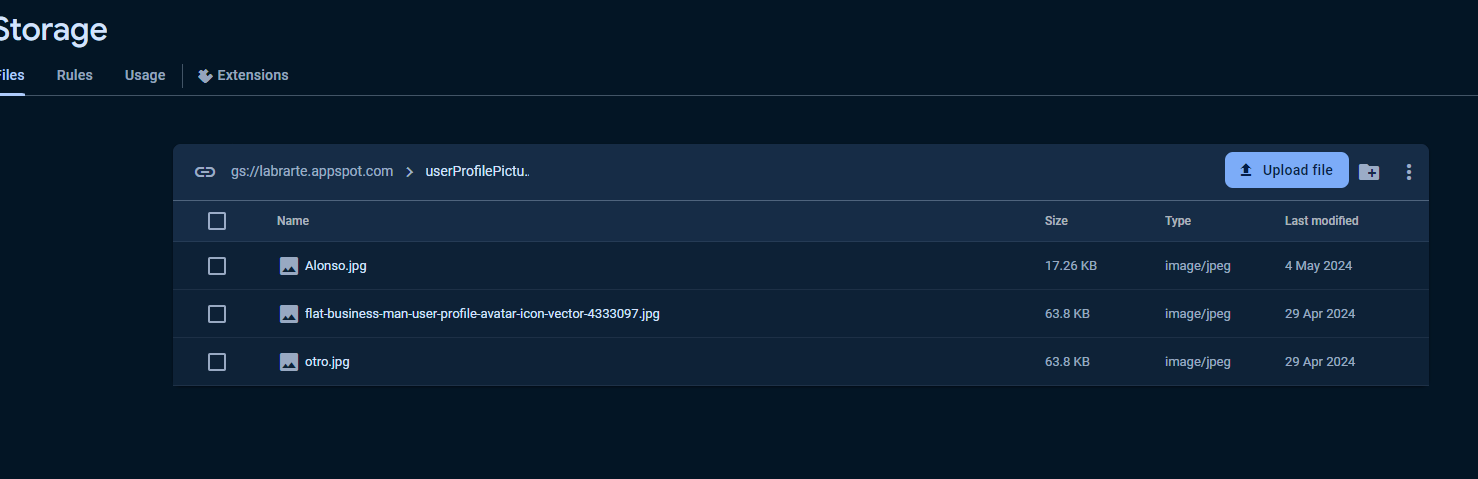 Storage
Files
Rules
Usage
Extensions
gs://labrarte.appspot.com
userProfilePictu..
Upload file
Name Size Type Last modified
Alonso.jpg 17.26 KB image/jpeg 4 May 2024
flat-business-man-user-profile-avatar-icon-vector-4333097.jpg 63.8 KB image/jpeg 29 Apr 2024
otro.jpg 63.8 KB image/jpeg 29 Apr 2024